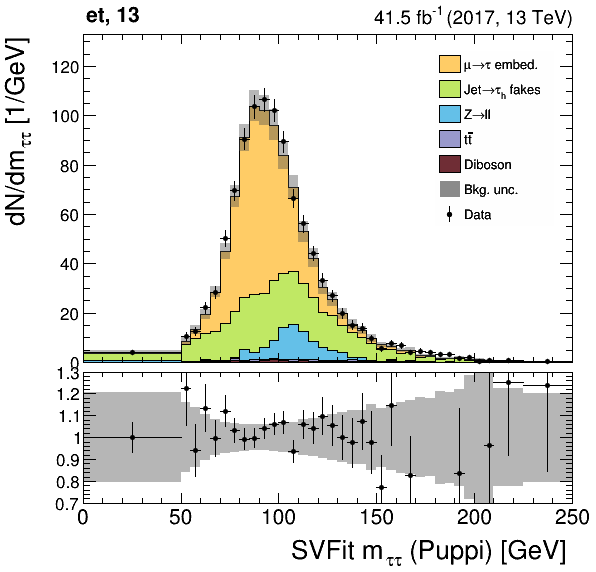 et, 13
41.5 fb⁻¹ (2017, 13 TeV)
dN/dm_ττ [1/GeV]
120
100
80
60
40
20
0
μ→τ embed.
Jet→τ_h fakes
Z→ll
tt̄
Diboson
Bkg. unc.
Data
1.3
1.2
1.1
1
0.9
0.8
0.7
0 50 100 150 200 250
SVFit m_ττ (Puppi) [GeV]